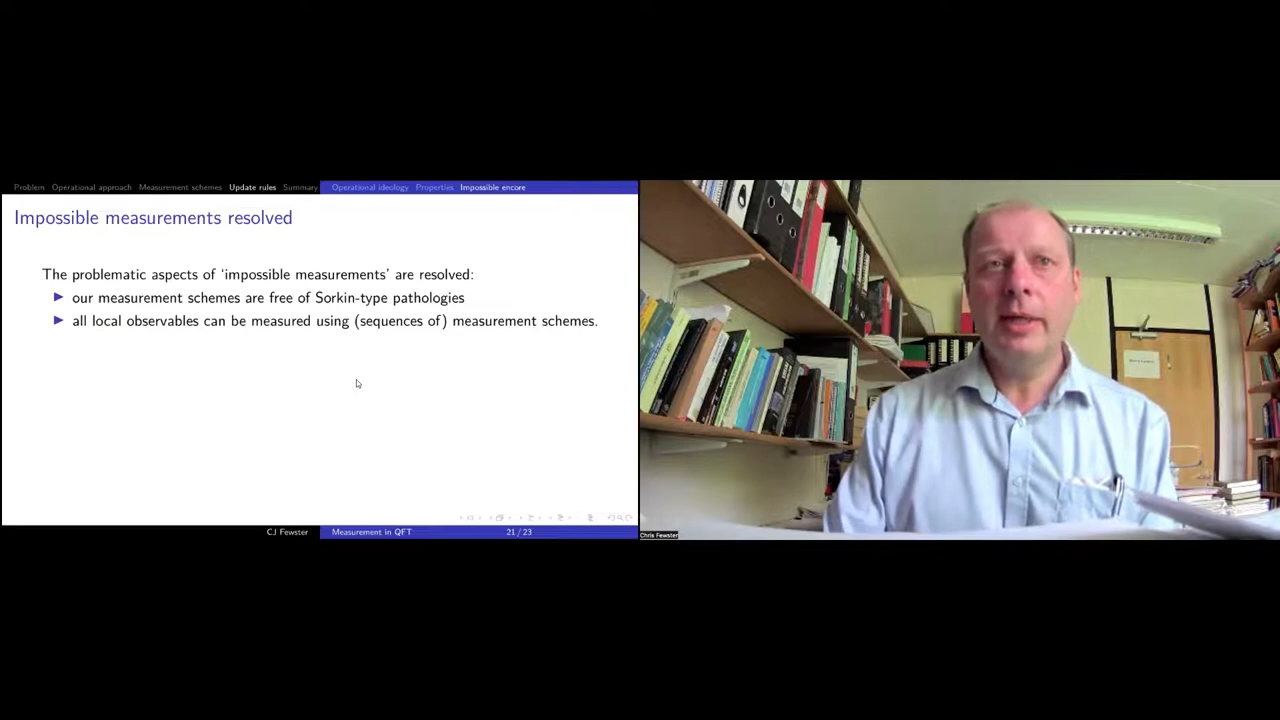 Problem Operational approach Measurement schemes Update rules Summary Operational ideology Properties Impossible encore
Impossible measurements resolved
The problematic aspects of ‘impossible measurements’ are resolved:
▶ our measurement schemes are free of Sorkin-type pathologies
▶ all local observables can be measured using (sequences of) measurement schemes.
CJ Fewster Measurement in QFT 21 / 23
Chris Fewster